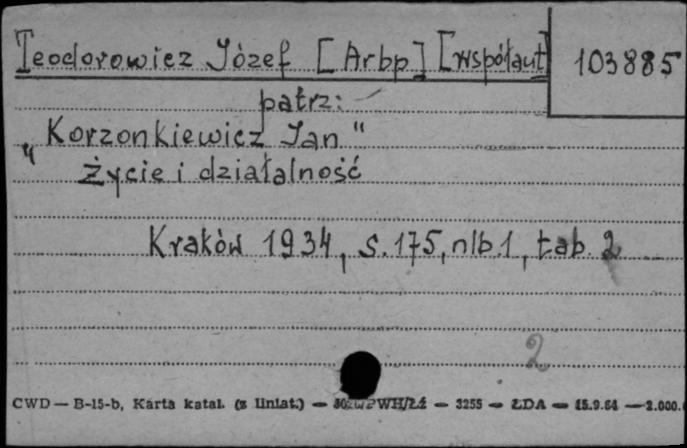 Teodorowicz Józef [Arbp] [współaut] 103885
patrz:
„Korzonkiewicz Jan"
Życie i działalność
Kraków 1934, s. 175, nlb. 1, tab. 2
2
CWD — B-15-b, Karta katal. (z liniat.) — — 3255 — ŁDA — 15.9.64 — 2.000.